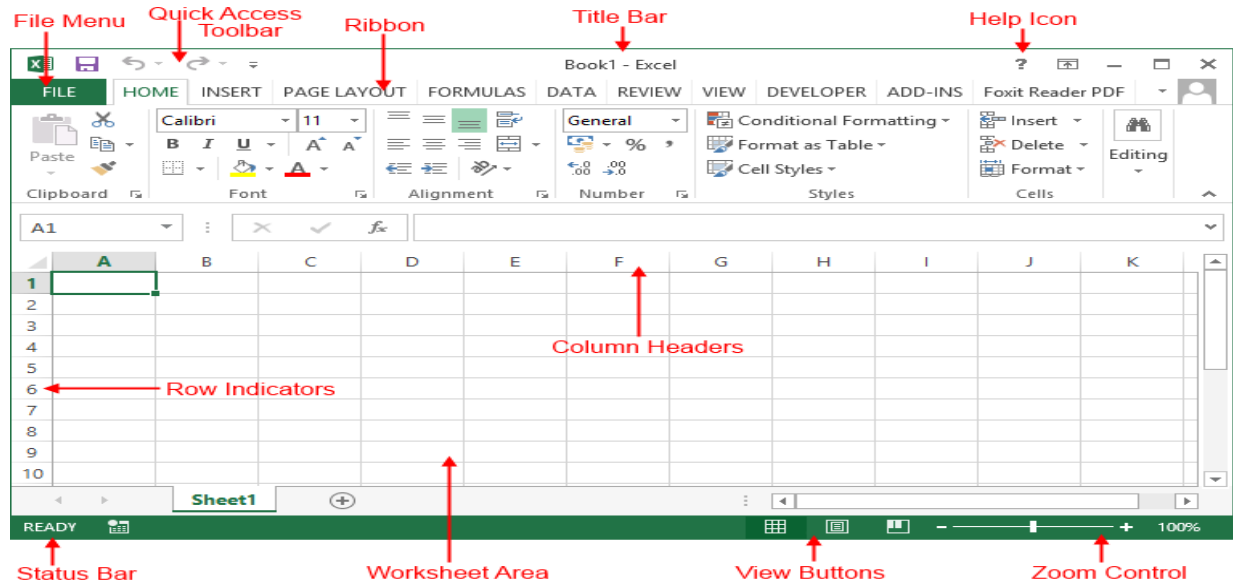 File Menu
Quick Access
Toolbar
Ribbon
Title Bar
Help Icon
Book1 - Excel
?
FILE HOME INSERT PAGE LAYOUT FORMULAS DATA REVIEW VIEW DEVELOPER ADD-INS Foxit Reader PDF
Paste
Calibri 11
B I U A A
A
General
% ,
.00 .00
Conditional Formatting
Format as Table
Cell Styles
Insert
Delete
Format
Editing
Clipboard Font Alignment Number Styles Cells
A1 fx
A B C D E F G H I J K
1
2
3
4
Column Headers
5
6
Row Indicators
7
8
9
10
Sheet1
READY 100%
Status Bar
Worksheet Area
View Buttons
Zoom Control